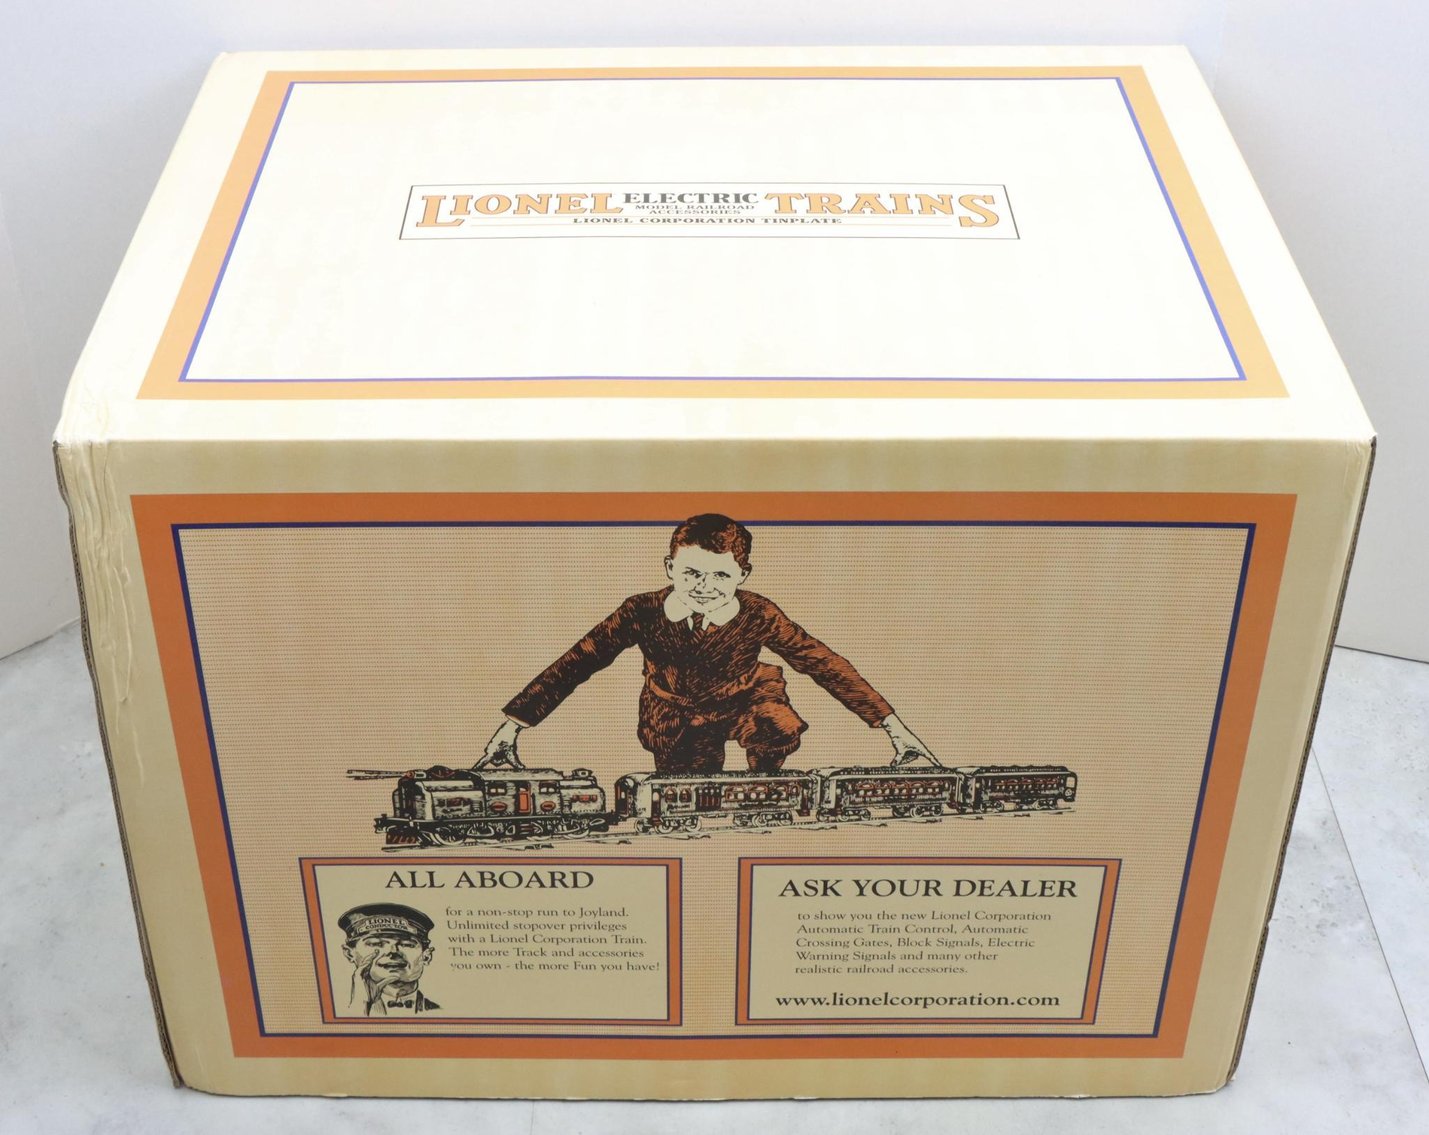 LIONEL ELECTRIC TRAINS
MODEL RAILROAD
ACCESSORIES
LIONEL CORPORATION TINPLATE
ALL ABOARD
for a non-stop run to Joyland.
Unlimited stopover privileges
with a Lionel Corporation Train.
The more Track and accessories
you own - the more Fun you have!
LIONEL
CONDUCTOR
ASK YOUR DEALER
to show you the new Lionel Corporation
Automatic Train Control, Automatic
Crossing Gates, Block Signals, Electric
Warning Signals and many other
realistic railroad accessories.
www.lionelcorporation.com